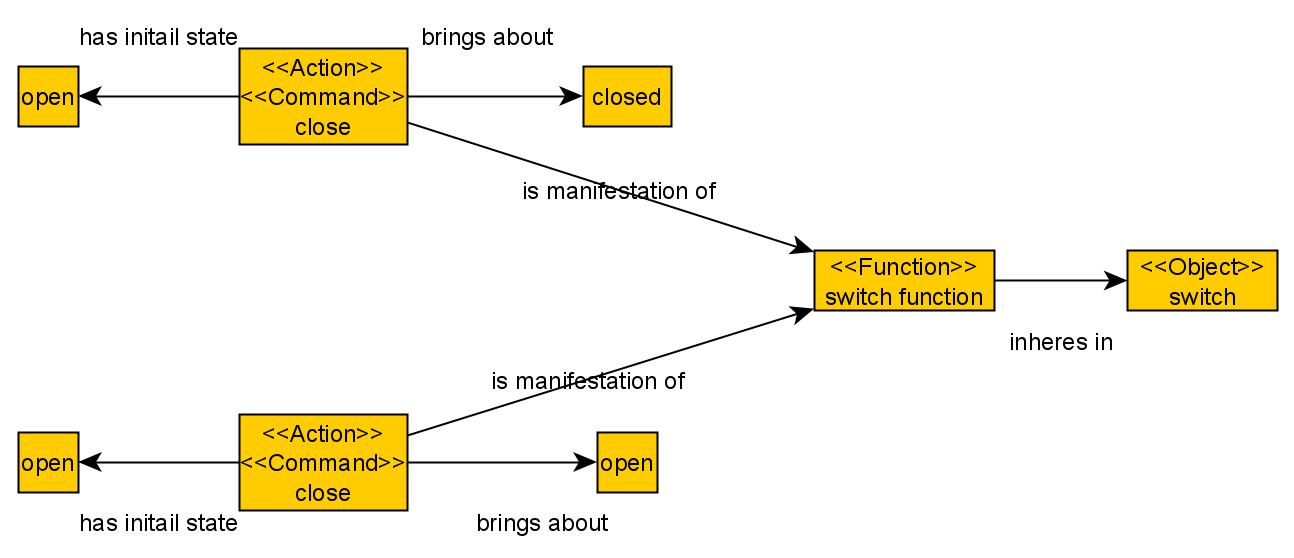 has initail state
brings about
open
<<Action>>
<<Command>>
close
closed
is manifestation of
<<Function>>
switch function
<<Object>>
switch
inheres in
is manifestation of
open
<<Action>>
<<Command>>
close
open
has initail state
brings about